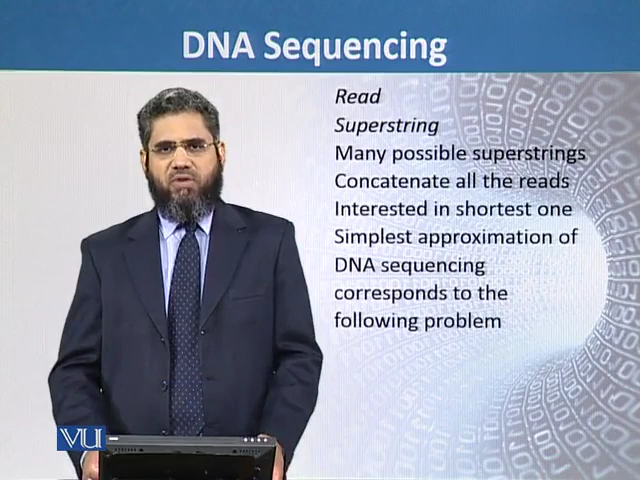 DNA Sequencing
Read
Superstring
Many possible superstrings
Concatenate all the reads
Interested in shortest one
Simplest approximation of
DNA sequencing
corresponds to the
following problem
VU